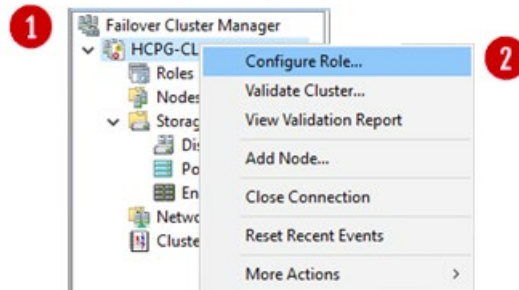 1
Failover Cluster Manager
HCPG-CL
Configure Role...
2
Roles
Validate Cluster...
Nodes
View Validation Report
Storag
Dis
Add Node...
Po
En
Close Connection
Netwo
Reset Recent Events
Cluste
More Actions >